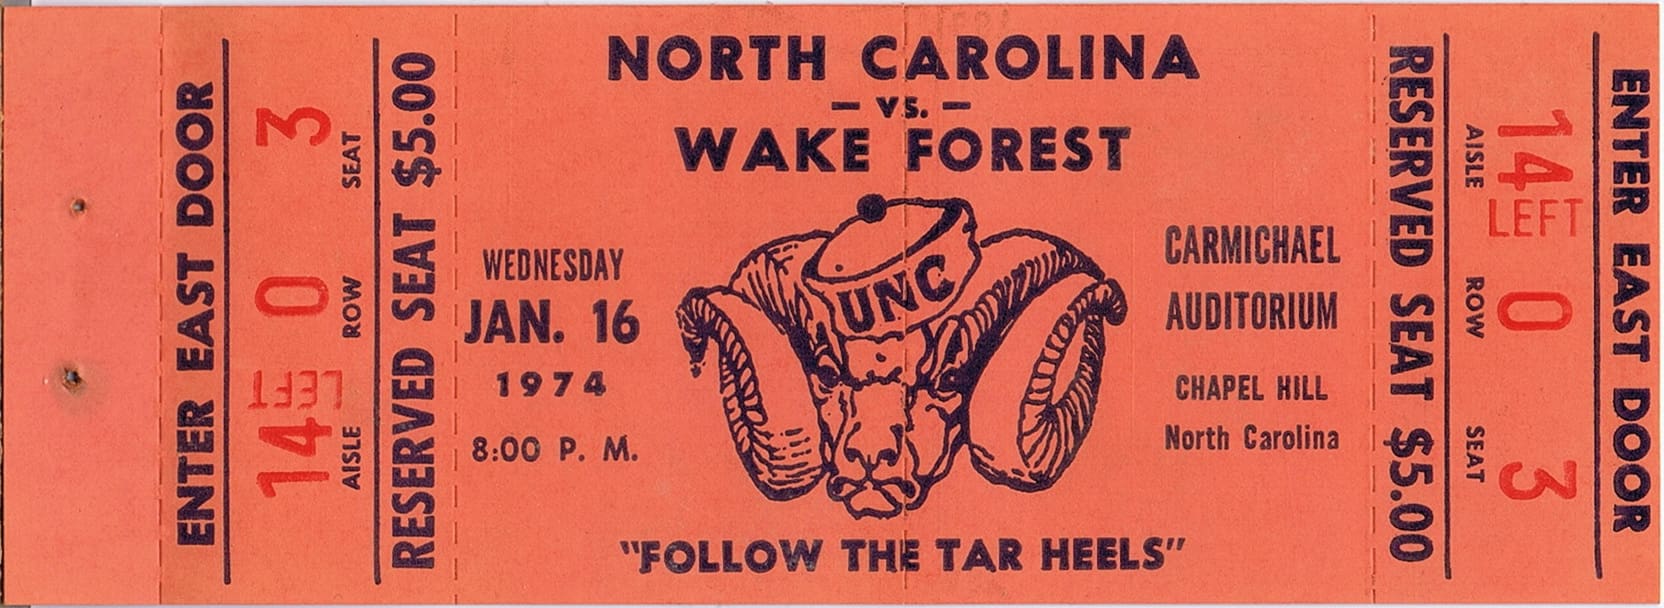 ENTER EAST DOOR
3 0 14 LEFT
SEAT ROW AISLE
RESERVED SEAT $5.00
NORTH CAROLINA
– VS. –
WAKE FOREST
WEDNESDAY
JAN. 16
1974
8:00 P. M.
UNC
CARMICHAEL
AUDITORIUM
CHAPEL HILL
North Carolina
"FOLLOW THE TAR HEELS"
RESERVED SEAT $5.00
AISLE ROW SEAT
14 LEFT 0 3
ENTER EAST DOOR